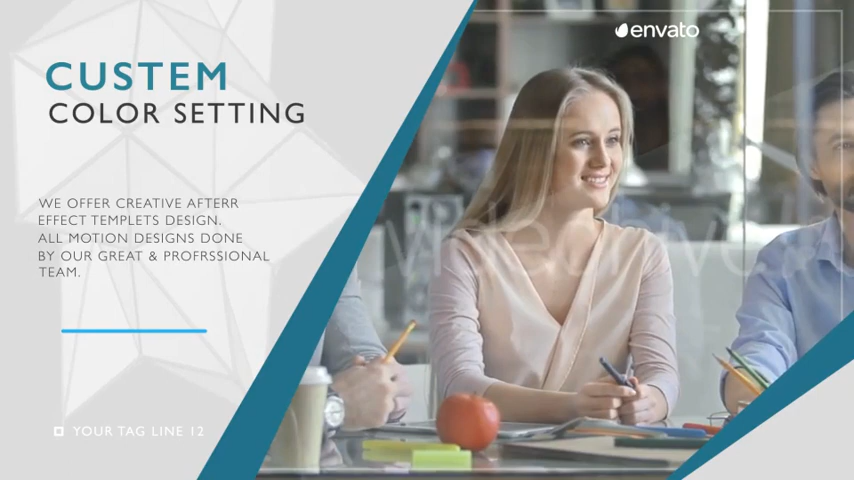 envato
CUSTEM
COLOR SETTING
WE OFFER CREATIVE AFTERR
EFFECT TEMPLETS DESIGN.
ALL MOTION DESIGNS DONE
BY OUR GREAT & PROFRSSIONAL
TEAM.
videohive
YOUR TAG LINE 12